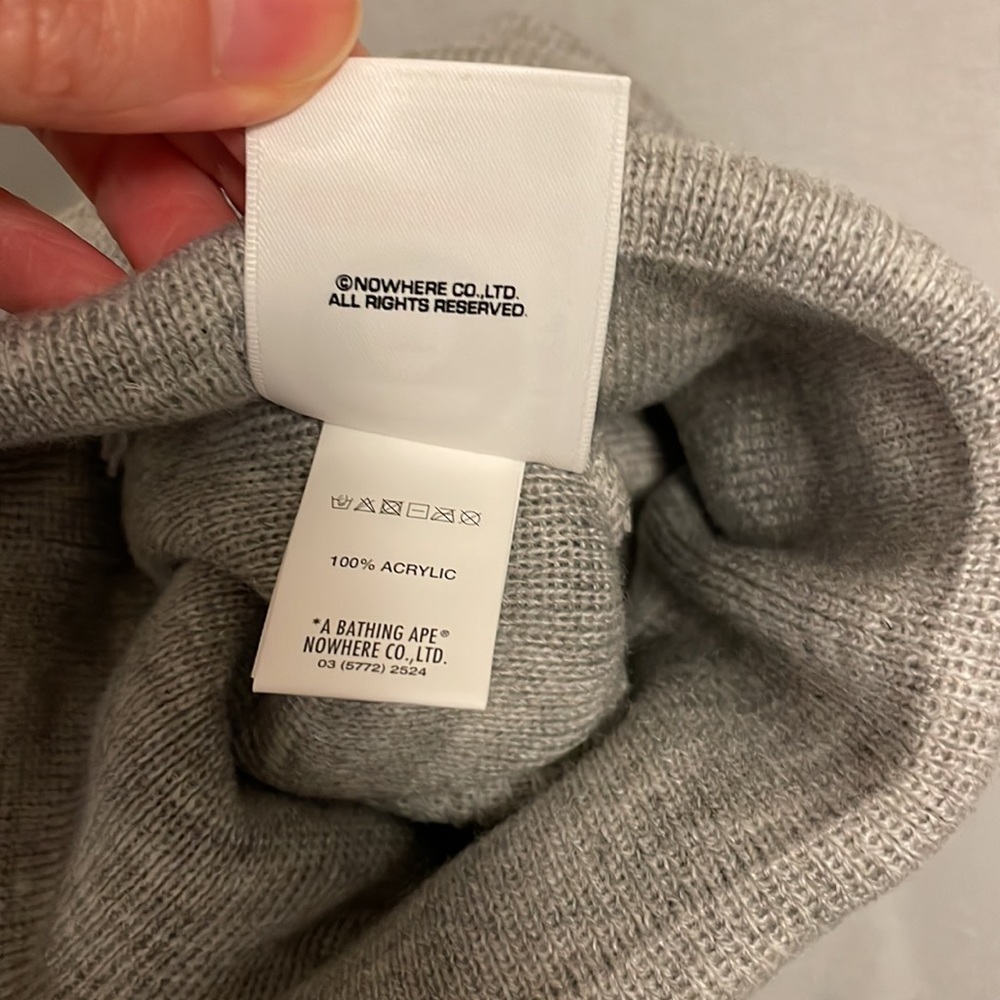 ©NOWHERE CO.,LTD.
ALL RIGHTS RESERVED.
100% ACRYLIC
*A BATHING APE®
NOWHERE CO.,LTD.
03 (5772) 2524